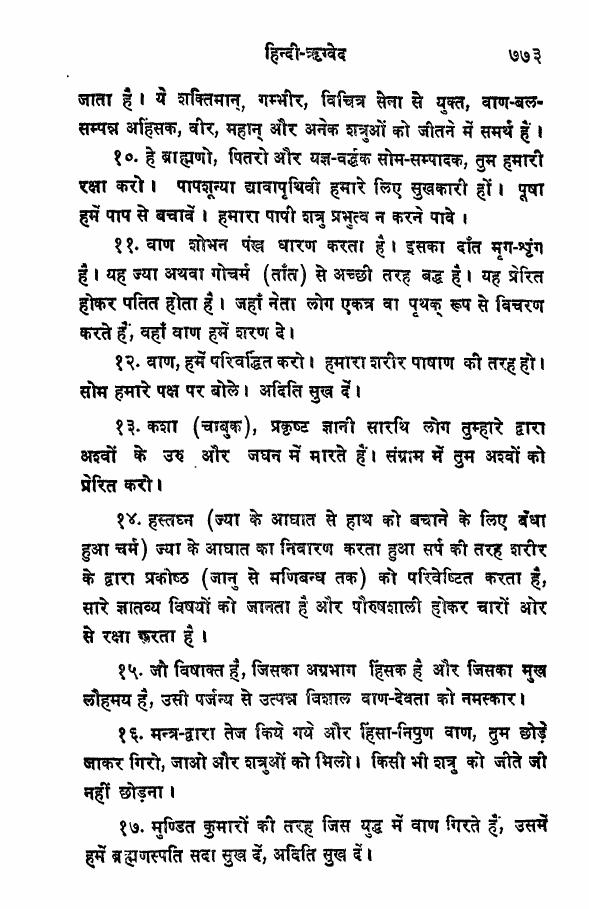 हिन्दी-ऋग्वेद ७७३
जाता है। ये शक्तिमान्, गम्भीर, विचित्र सेना से युक्त, वाण-बल-
सम्पन्न अहिंसक, वीर, महान् और अनेक शत्रुओं को जीतने में समर्थ हैं।
१०. हे ब्राह्मणो, पितरो और यज्ञ-वर्द्धक सोम-सम्पादक, तुम हमारी
रक्षा करो। पापशून्या द्यावापृथिवी हमारे लिए सुखकारी हों। पूषा
हमें पाप से बचावें। हमारा पापी शत्रु प्रभुत्व न करने पावे।
११. वाण शोभन पंख धारण करता है। इसका दाँत मृग-शृंग
है। यह ज्या अथवा गोचर्म (ताँत) से अच्छी तरह बद्ध है। यह प्रेरित
होकर पतित होता है। जहाँ नेता लोग एकत्र वा पृथक् रूप से विचरण
करते हैं, वहाँ वाण हमें शरण दे।
१२. वाण, हमें परिवर्द्धित करो। हमारा शरीर पाषाण की तरह हो।
सोम हमारे पक्ष पर बोले। अदिति सुख दें।
१३. कशा (चाबुक), प्रकृष्ट ज्ञानी सारथि लोग तुम्हारे द्वारा
अश्वों के उरु और जघन में मारते हैं। संग्राम में तुम अश्वों को
प्रेरित करो।
१४. हस्तघ्न (ज्या के आघात से हाथ को बचाने के लिए बंधा
हुआ चर्म) ज्या के आघात का निवारण करता हुआ सर्प की तरह शरीर
के द्वारा प्रकोष्ठ (जानु से मणिबन्ध तक) को परिवेष्टित करता है,
सारे ज्ञातव्य विषयों को जानता है और पौरुषशाली होकर चारों ओर
से रक्षा करता है।
१५. जो विषाक्त है, जिसका अग्रभाग हिंसक है और जिसका मुख
लौहमय है, उसी पर्जन्य से उत्पन्न विशाल वाण-देवता को नमस्कार।
१६. मन्त्र-द्वारा तेज किये गये और हिंसा-निपुण वाण, तुम छोड़े
जाकर गिरो, जाओ और शत्रुओं को मिलो। किसी भी शत्रु को जीते जी
नहीं छोड़ना।
१७. मुण्डित कुमारों की तरह जिस युद्ध में वाण गिरते हैं, उसमें
हमें ब्रह्मणस्पति सदा सुख दें, अदिति सुख दें।